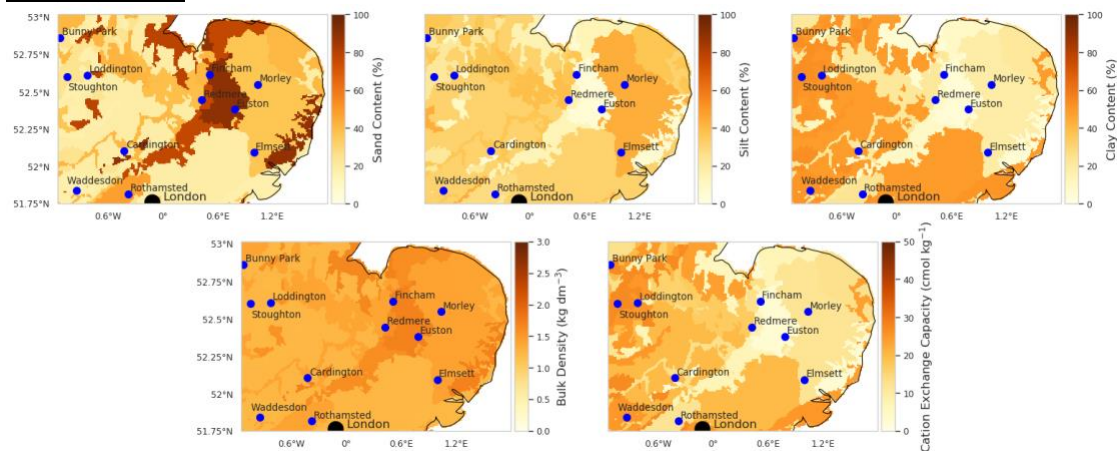 53°N
52.75°N
52.5°N
52.25°N
52°N
51.75°N
Bunny Park
Loddington
Stoughton
Fincham
Morley
Redmere
Euston
Cardington
Elmsett
Waddesdon
Rothamsted
London
0.6°W
0°
0.6°E
1.2°E
100
80
60
40
20
0
Sand Content (%)
Bunny Park
Loddington
Stoughton
Fincham
Morley
Redmere
Euston
Cardington
Elmsett
Waddesdon
Rothamsted
London
0.6°W
0°
0.6°E
1.2°E
100
80
60
40
20
0
Silt Content (%)
Bunny Park
Loddington
Stoughton
Fincham
Morley
Redmere
Euston
Cardington
Elmsett
Waddesdon
Rothamsted
London
0.6°W
0°
0.6°E
1.2°E
100
80
60
40
20
0
Clay Content (%)
53°N
52.75°N
52.5°N
52.25°N
52°N
51.75°N
Bunny Park
Loddington
Stoughton
Fincham
Morley
Redmere
Euston
Cardington
Elmsett
Waddesdon
Rothamsted
London
0.6°W
0°
0.6°E
1.2°E
3.0
2.5
2.0
1.5
1.0
0.5
0.0
Bulk Density (kg dm⁻³)
Bunny Park
Loddington
Stoughton
Fincham
Morley
Redmere
Euston
Cardington
Elmsett
Waddesdon
Rothamsted
London
0.6°W
0°
0.6°E
1.2°E
50
40
30
20
10
0
Cation Exchange Capacity (cmol kg⁻¹)